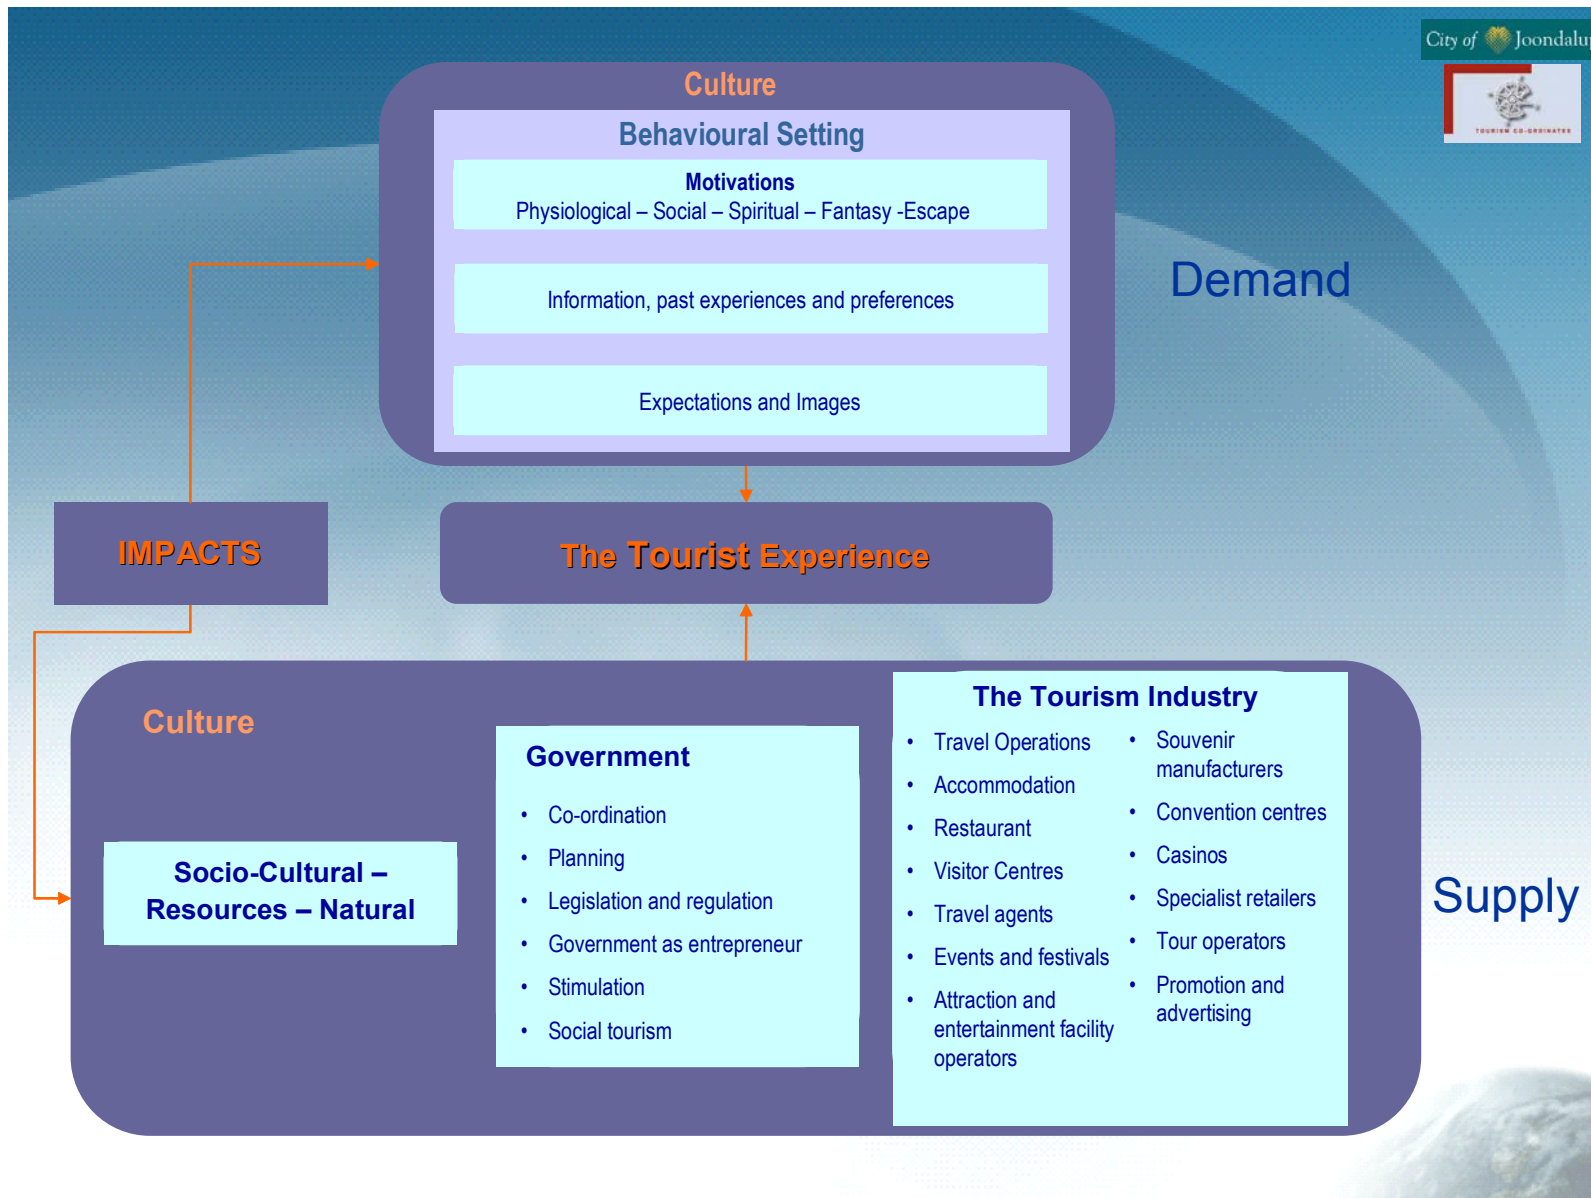 City of Joondalu
TOURISM CO-ORDINATES
Culture
Behavioural Setting
Motivations
Physiological – Social – Spiritual – Fantasy -Escape
Information, past experiences and preferences
Expectations and Images
Demand
IMPACTS
The Tourist Experience
Culture
Socio-Cultural –
Resources – Natural
Government
• Co-ordination
• Planning
• Legislation and regulation
• Government as entrepreneur
• Stimulation
• Social tourism
The Tourism Industry
• Travel Operations
• Accommodation
• Restaurant
• Visitor Centres
• Travel agents
• Events and festivals
• Attraction and
entertainment facility
operators
• Souvenir
manufacturers
• Convention centres
• Casinos
• Specialist retailers
• Tour operators
• Promotion and
advertising
Supply